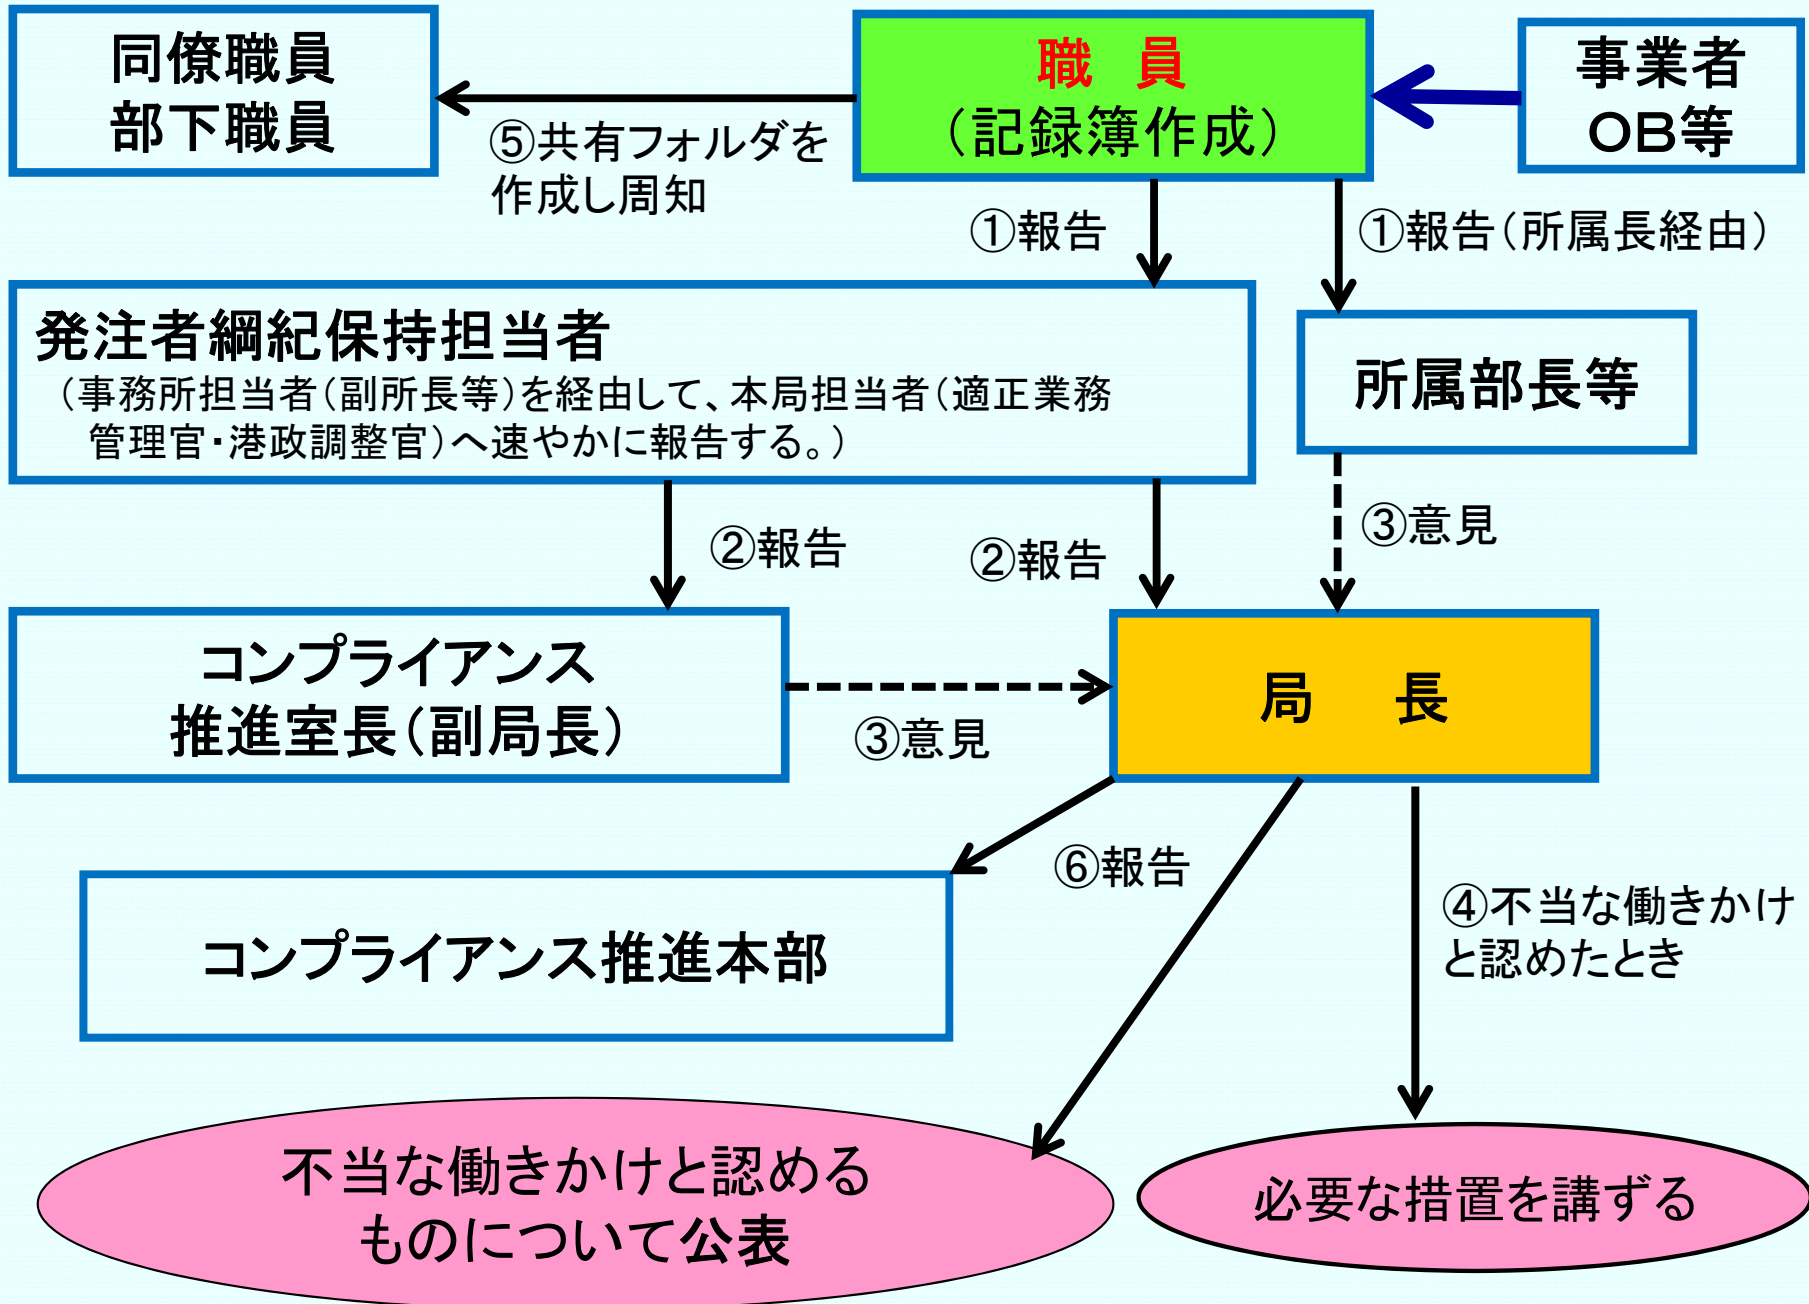 同僚職員
部下職員
職　員
（記録簿作成）
事業者
ＯＢ等
⑤共有フォルダを
作成し周知
①報告
①報告（所属長経由）
発注者綱紀保持担当者
（事務所担当者（副所長等）を経由して、本局担当者（適正業務
管理官・港政調整官）へ速やかに報告する。）
所属部長等
②報告
②報告
③意見
コンプライアンス
推進室長（副局長）
③意見
局　長
⑥報告
④不当な働きかけ
と認めたとき
コンプライアンス推進本部
不当な働きかけと認める
ものについて公表
必要な措置を講ずる